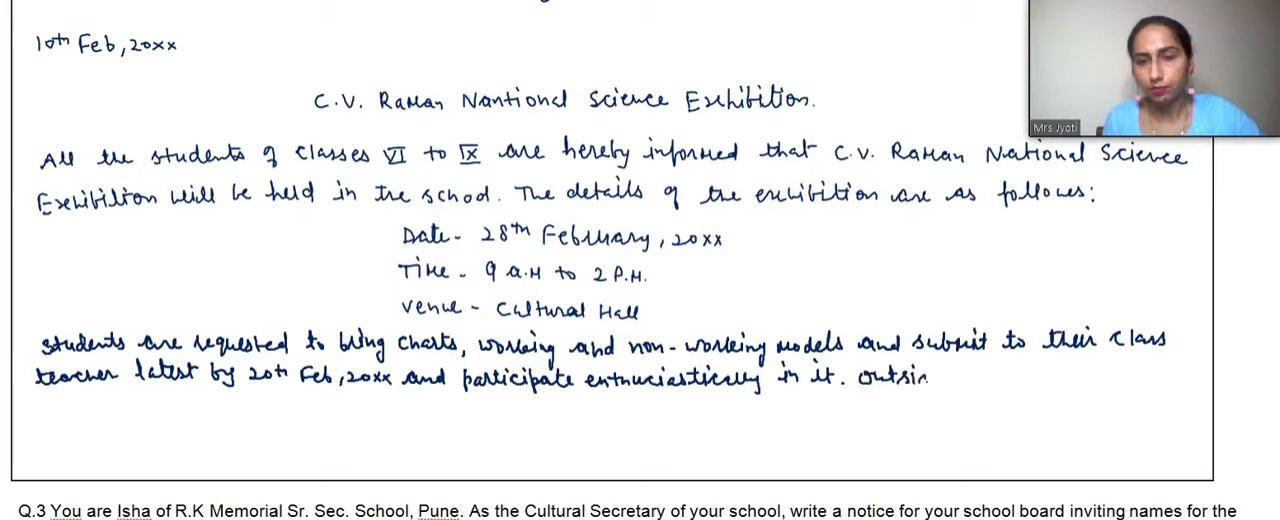 10th Feb, 20xx
C.V. Raman Nantional Science Exhibition.
Mrs Jyoti
All the students of classes VI to IX are hereby informed that C.V. Raman National Science
Exhibition will be held in the school. The details of the exhibition are as follows:
Date - 28th February, 20xx
Time - 9 a.m to 2 P.M.
Venue - Cultural Hall
Students are requested to bring charts, working and non-working models and submit to their class
teacher latest by 20th Feb, 20xx and participate enthuciastically in it. Outsin
Q.3 You are Isha of R.K Memorial Sr. Sec. School, Pune. As the Cultural Secretary of your school, write a notice for your school board inviting names for the